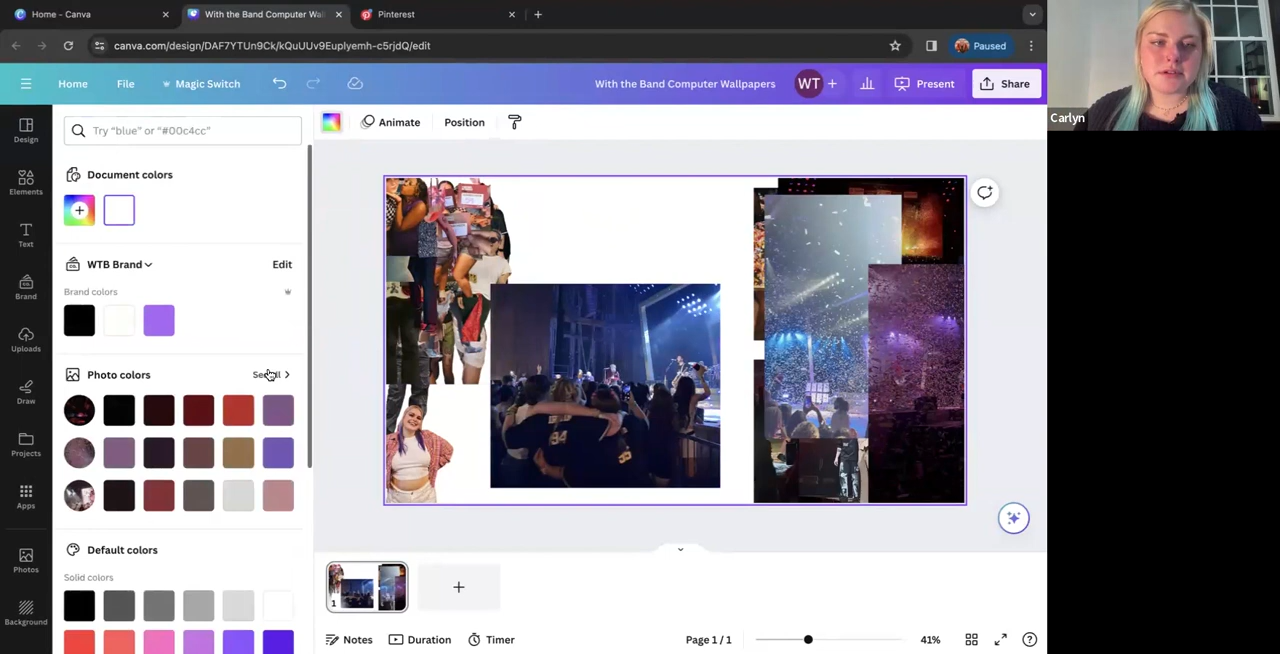 Home - Canva
With the Band Computer Wal
Pinterest
canva.com/design/DAF7YTUn9Ck/kQuUUv9Euplyemh-c5rjdQ/edit
Paused
Home
File
Magic Switch
With the Band Computer Wallpapers
WT
Present
Share
Carlyn
Design
Elements
Text
Brand
Uploads
Draw
Projects
Apps
Photos
Background
Try “blue” or “#00c4cc”
Document colors
WTB Brand
Edit
Brand colors
Photo colors
See all
Default colors
Solid colors
Animate
Position
94
1
Notes
Duration
Timer
Page 1 / 1
41%